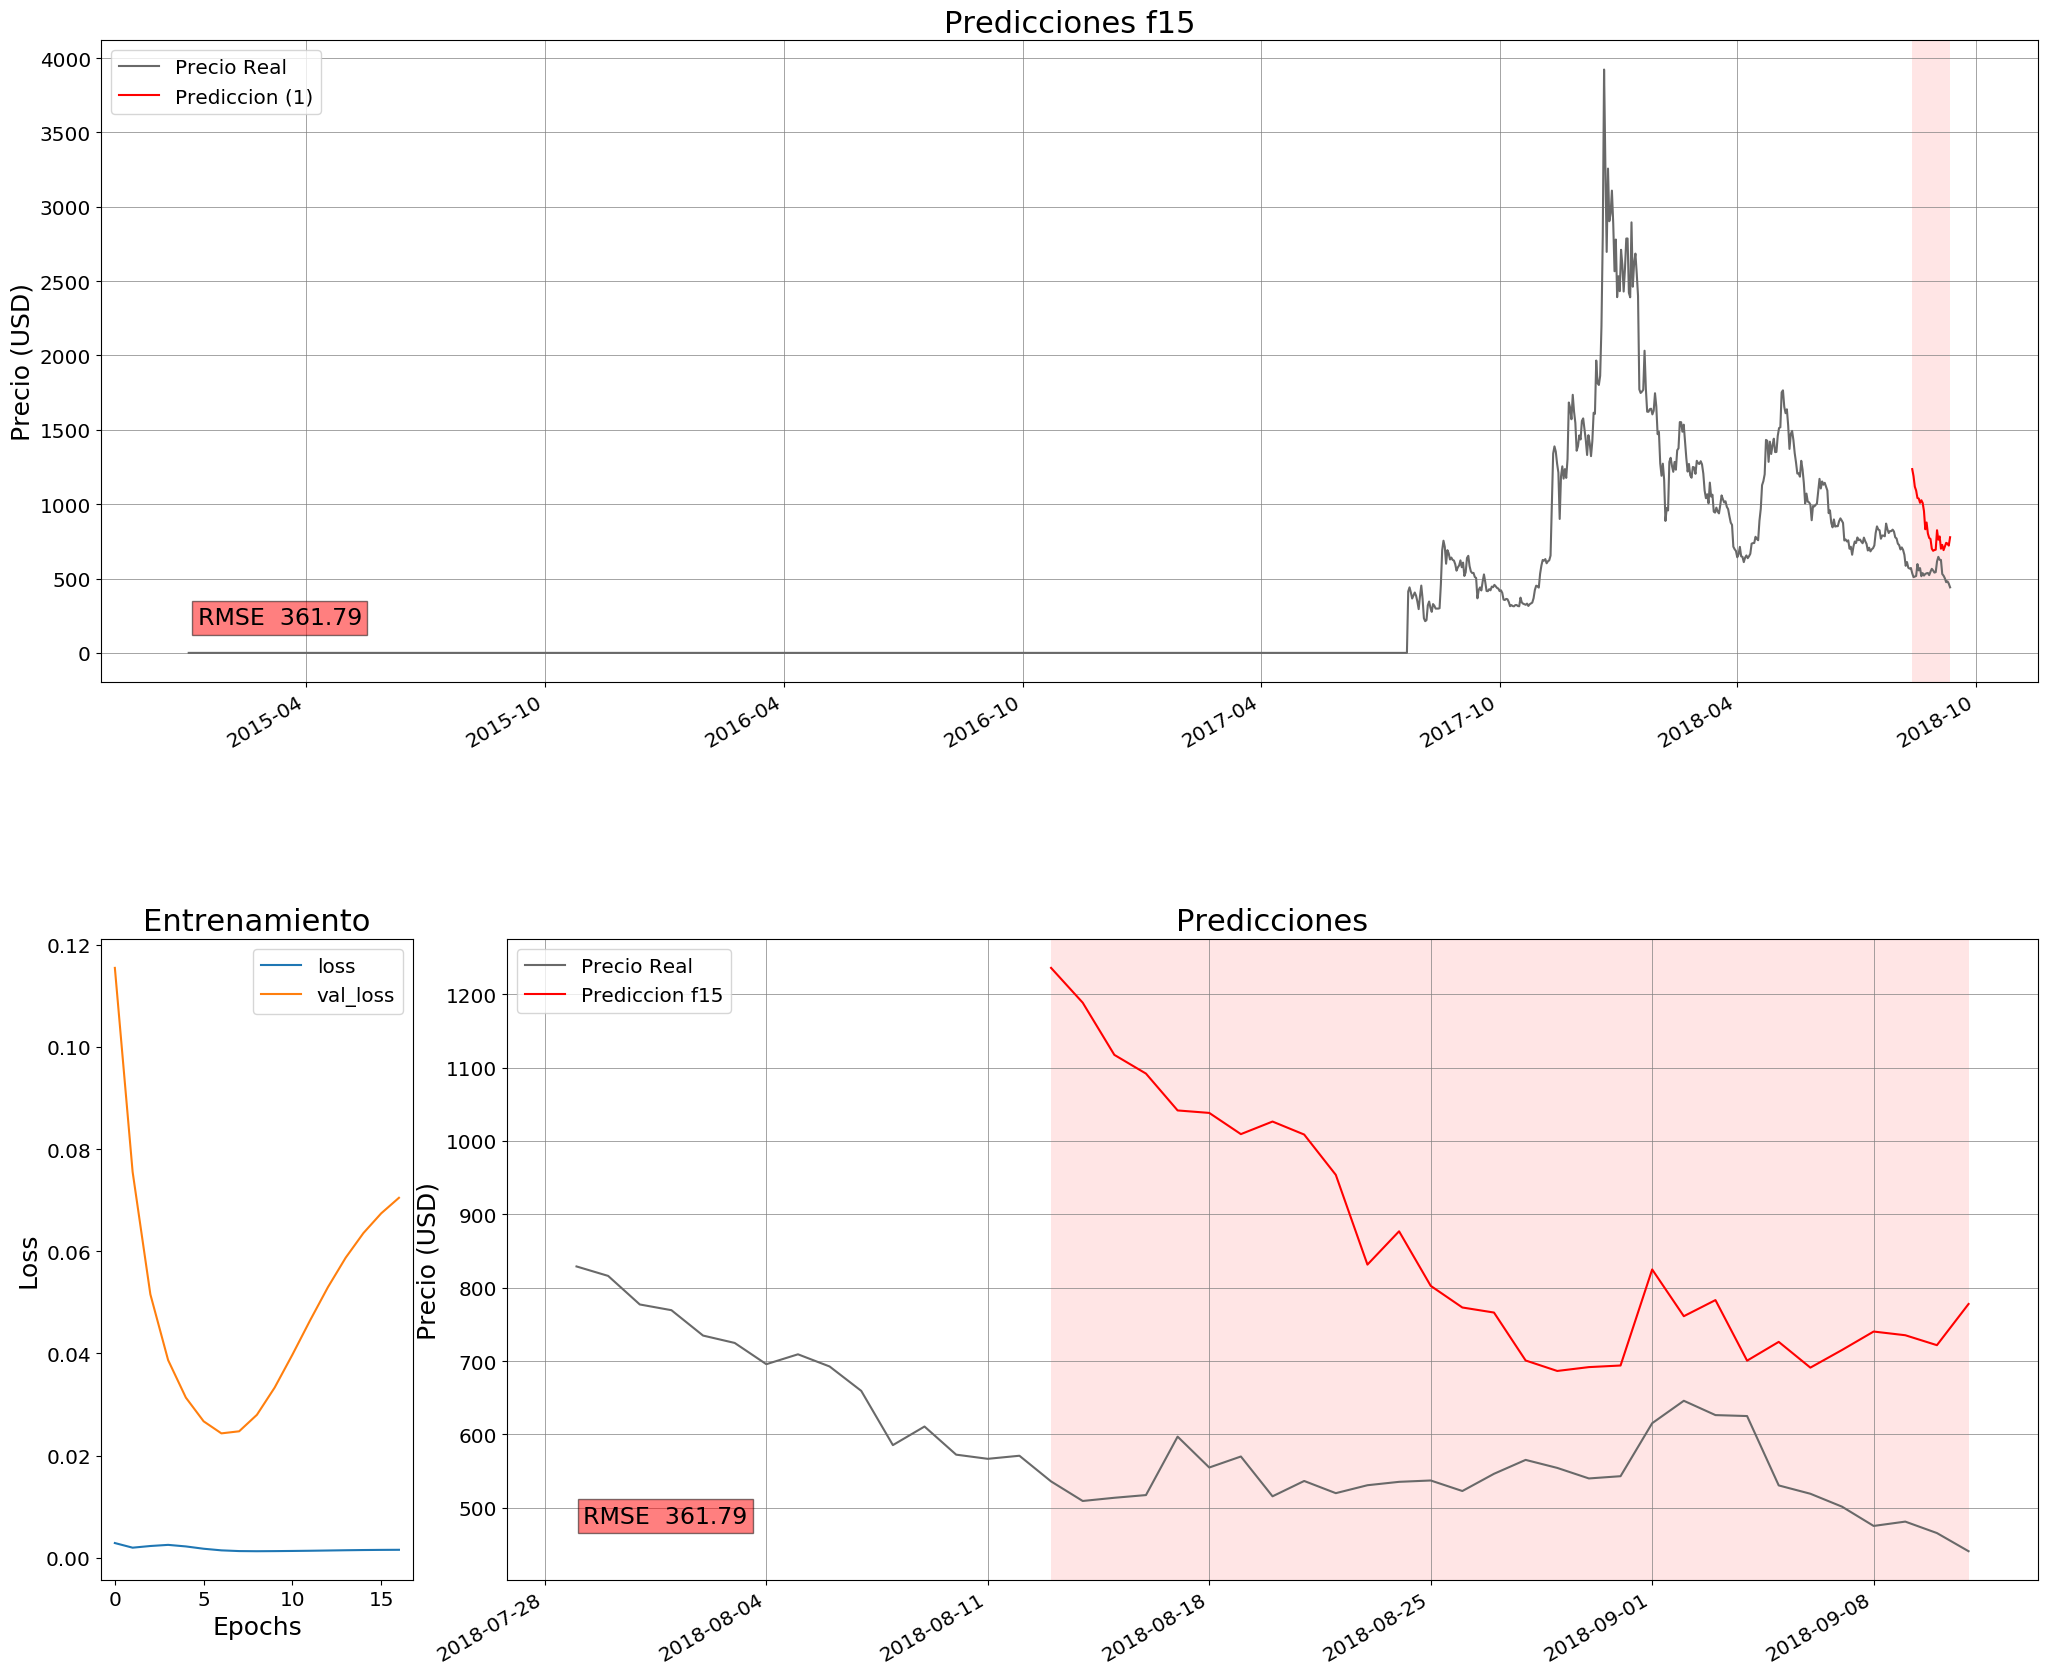 Predicciones f15
Precio (USD)
4000
3500
3000
2500
2000
1500
1000
500
0
Precio Real
Prediccion (1)
RMSE  361.79
2015-04
2015-10
2016-04
2016-10
2017-04
2017-10
2018-04
2018-10
Entrenamiento
Loss
0.12
0.10
0.08
0.06
0.04
0.02
0.00
loss
val_loss
0
5
10
15
Epochs
Predicciones
Precio (USD)
1200
1100
1000
900
800
700
600
500
Precio Real
Prediccion f15
RMSE  361.79
2018-07-28
2018-08-04
2018-08-11
2018-08-18
2018-08-25
2018-09-01
2018-09-08